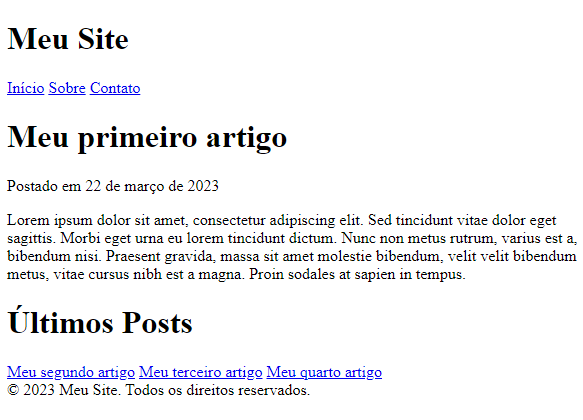 Meu Site
Início Sobre Contato
Meu primeiro artigo
Postado em 22 de março de 2023
Lorem ipsum dolor sit amet, consectetur adipiscing elit. Sed tincidunt vitae dolor eget
sagittis. Morbi eget urna eu lorem tincidunt dictum. Nunc non metus rutrum, varius est a,
bibendum nisi. Praesent gravida, massa sit amet molestie bibendum, velit velit bibendum
metus, vitae cursus nibh est a magna. Proin sodales at sapien in tempus.
Últimos Posts
Meu segundo artigo Meu terceiro artigo Meu quarto artigo
© 2023 Meu Site. Todos os direitos reservados.